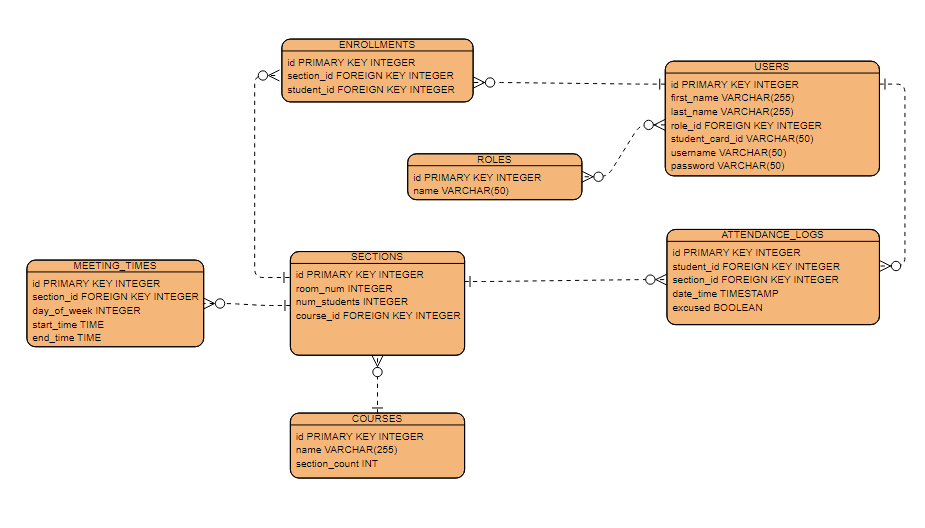 ENROLLMENTS
id PRIMARY KEY INTEGER
section_id FOREIGN KEY INTEGER
student_id FOREIGN KEY INTEGER
USERS
id PRIMARY KEY INTEGER
first_name VARCHAR(255)
last_name VARCHAR(255)
role_id FOREIGN KEY INTEGER
student_card_id VARCHAR(50)
username VARCHAR(50)
password VARCHAR(50)
ROLES
id PRIMARY KEY INTEGER
name VARCHAR(50)
ATTENDANCE_LOGS
id PRIMARY KEY INTEGER
student_id FOREIGN KEY INTEGER
section_id FOREIGN KEY INTEGER
date_time TIMESTAMP
excused BOOLEAN
MEETING_TIMES
id PRIMARY KEY INTEGER
section_id FOREIGN KEY INTEGER
day_of_week INTEGER
start_time TIME
end_time TIME
SECTIONS
id PRIMARY KEY INTEGER
room_num INTEGER
num_students INTEGER
course_id FOREIGN KEY INTEGER
COURSES
id PRIMARY KEY INTEGER
name VARCHAR(255)
section_count INT